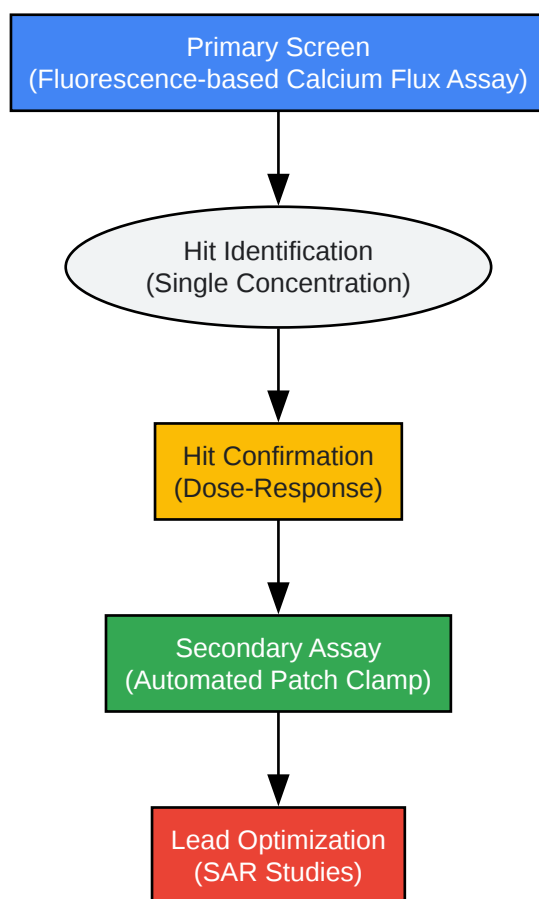 Primary Screen
(Fluorescence-based Calcium Flux Assay)
Hit Identification
(Single Concentration)
Hit Confirmation
(Dose-Response)
Secondary Assay
(Automated Patch Clamp)
Lead Optimization
(SAR Studies)